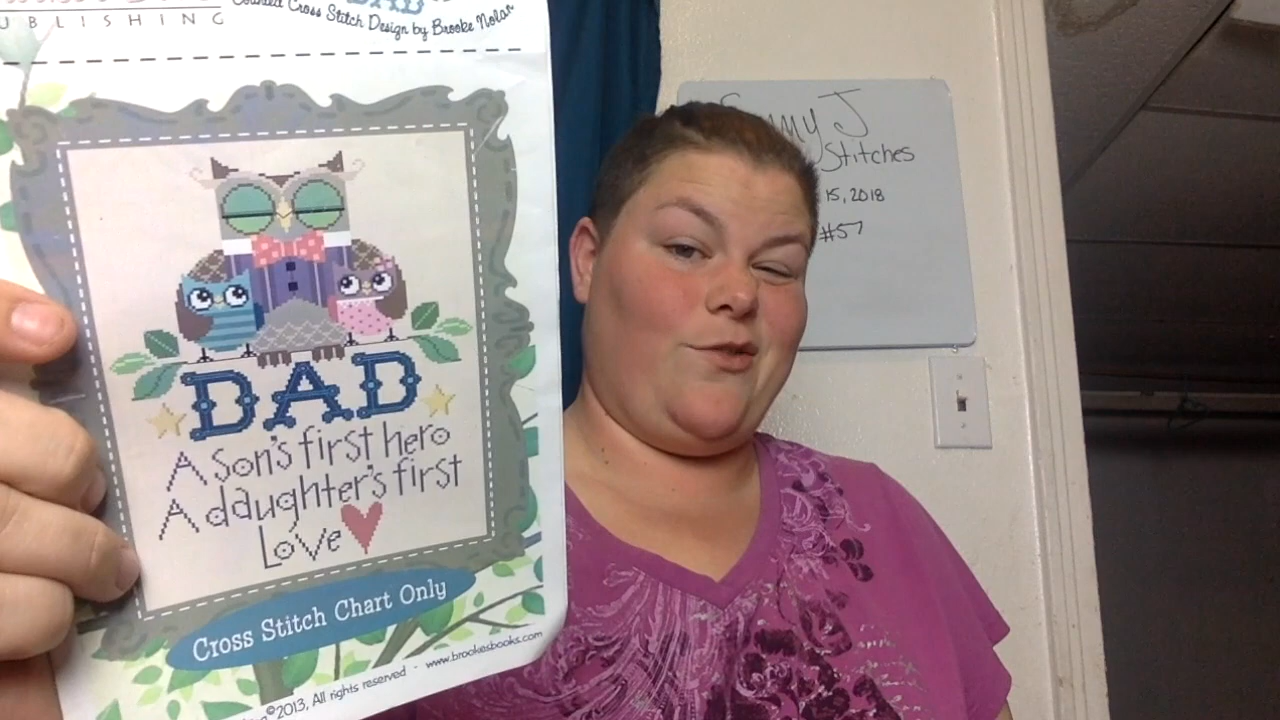 UBLISHING
DAD
Counted Cross Stitch Design by Brooke Nolan
DAD
A son's first hero
A daughter's first
Love
Cross Stitch Chart Only
©2013, All rights reserved - www.brookesbooks.com
J
Stitches
15, 2018
#57